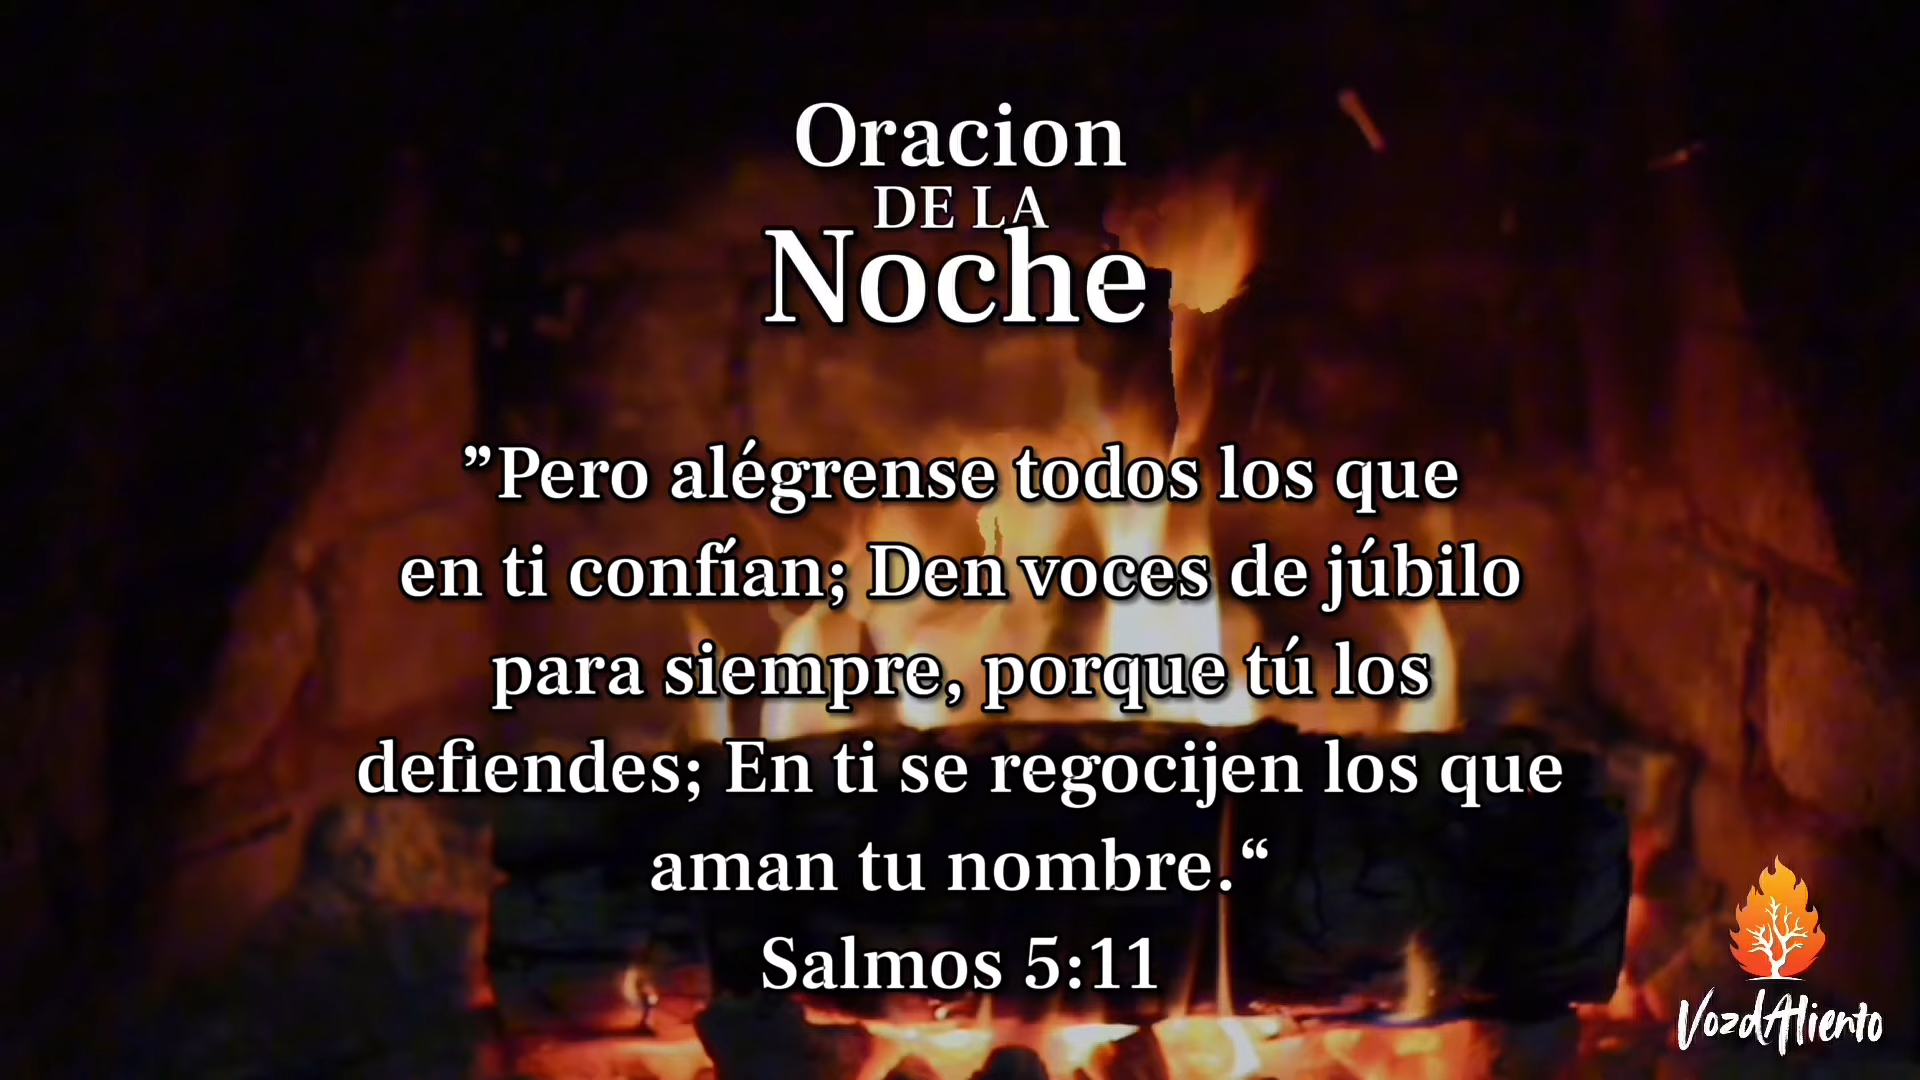 Oracion
DE LA
Noche
”Pero alégrense todos los que
en ti confían; Den voces de júbilo
para siempre, porque tú los
defiendes; En ti se regocijen los que
aman tu nombre.“
Salmos 5:11
VozdAliento